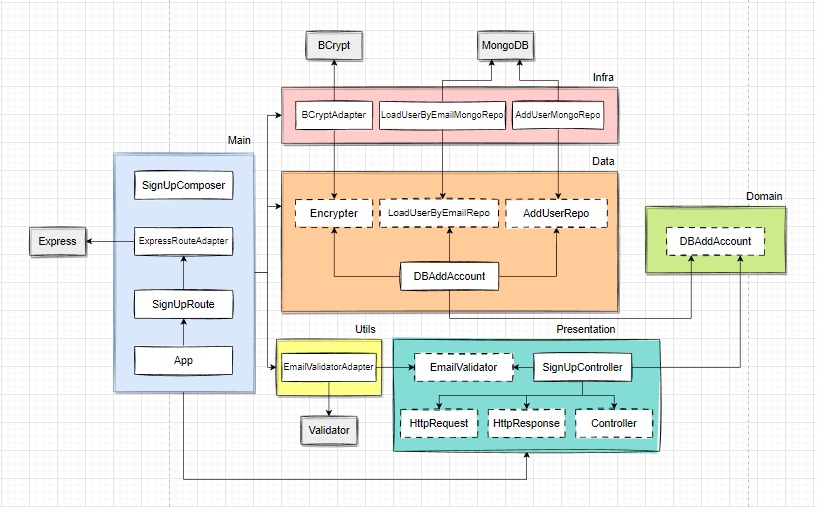 BCrypt
MongoDB
Infra
BCryptAdapter
LoadUserByEmailMongoRepo
AddUserMongoRepo
Main
Data
SignUpComposer
Encrypter
LoadUserByEmailRepo
AddUserRepo
Domain
Express
ExpressRouteAdapter
DBAddAccount
DBAddAccount
SignUpRoute
Utils
Presentation
App
EmailValidatorAdapter
EmailValidator
SignUpController
HttpRequest
HttpResponse
Controller
Validator